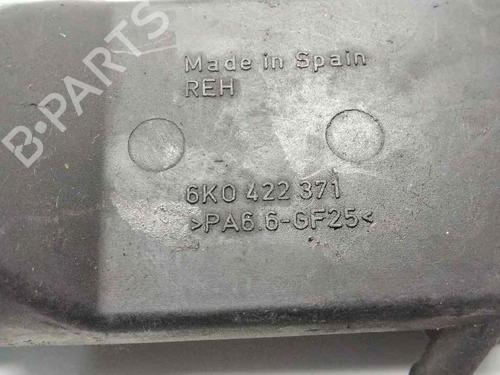 Made in Spain
REH
6K0 422 371
>PA6.6-GF25<
B-PARTS